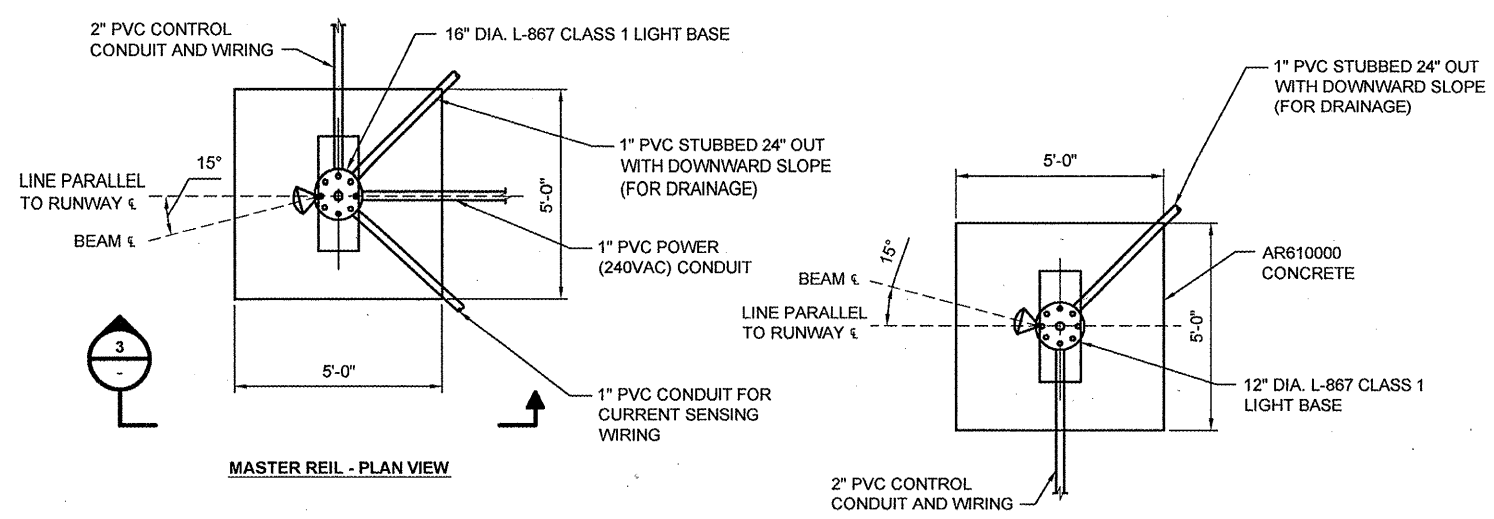 2" PVC CONTROL
CONDUIT AND WIRING
16" DIA. L-867 CLASS 1 LIGHT BASE
1" PVC STUBBED 24" OUT
WITH DOWNWARD SLOPE
(FOR DRAINAGE)
15°
LINE PARALLEL
TO RUNWAY ℄
BEAM ℄
5'-0"
1" PVC POWER
(240VAC) CONDUIT
3
-
5'-0"
1" PVC CONDUIT FOR
CURRENT SENSING
WIRING
MASTER REIL - PLAN VIEW
1" PVC STUBBED 24" OUT
WITH DOWNWARD SLOPE
(FOR DRAINAGE)
5'-0"
AR610000
CONCRETE
15°
BEAM ℄
LINE PARALLEL
TO RUNWAY ℄
5'-0"
12" DIA. L-867 CLASS 1
LIGHT BASE
2" PVC CONTROL
CONDUIT AND WIRING